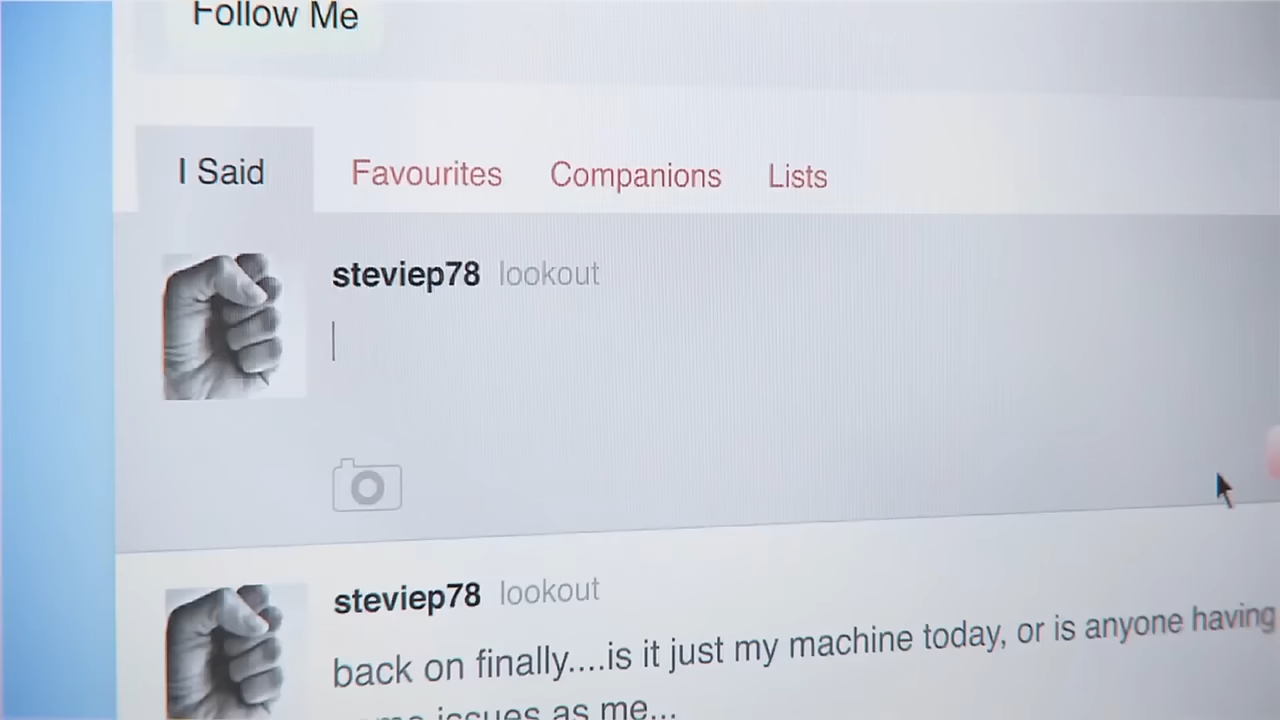 Follow Me
I Said Favourites Companions Lists
steviep78 lookout
steviep78 lookout
back on finally....is it just my machine today, or is anyone having
issues as me...